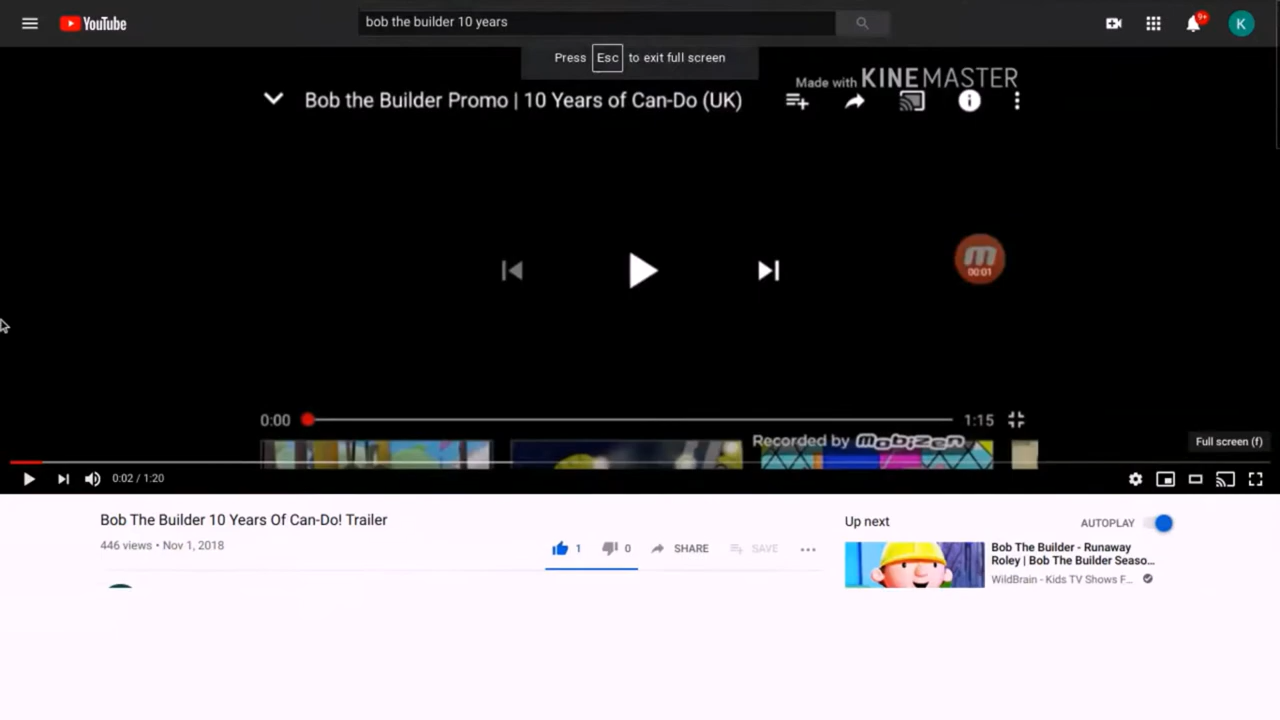 YouTube
bob the builder 10 years
9+
K
Press Esc to exit full screen
Made with KINEMASTER
Bob the Builder Promo | 10 Years of Can-Do (UK)
00:01
0:00
1:15
Recorded by mobizen
Full screen (f)
0:02 / 1:20
Bob The Builder 10 Years Of Can-Do! Trailer
446 views • Nov 1, 2018
1
0
SHARE
SAVE
Up next
AUTOPLAY
Bob The Builder - Runaway
Roley | Bob The Builder Seaso...
WildBrain - Kids TV Shows F...